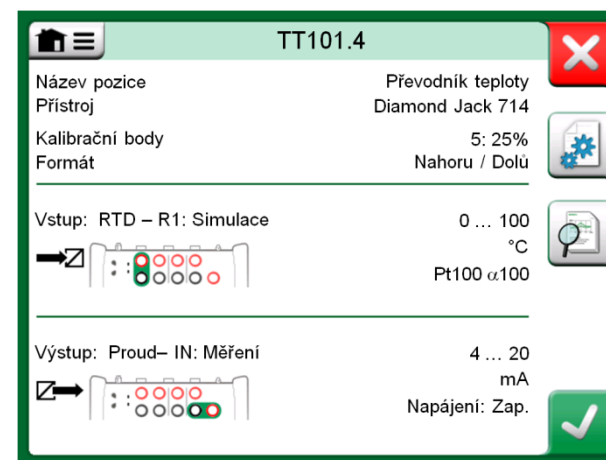 TT101.4
Název pozice Převodník teploty
Přístroj Diamond Jack 714
Kalibrační body 5: 25%
Formát Nahoru / Dolů
Vstup: RTD – R1: Simulace 0 ... 100
°C
Pt100 α100
Výstup: Proud– IN: Měření 4 ... 20
mA
Napájení: Zap.